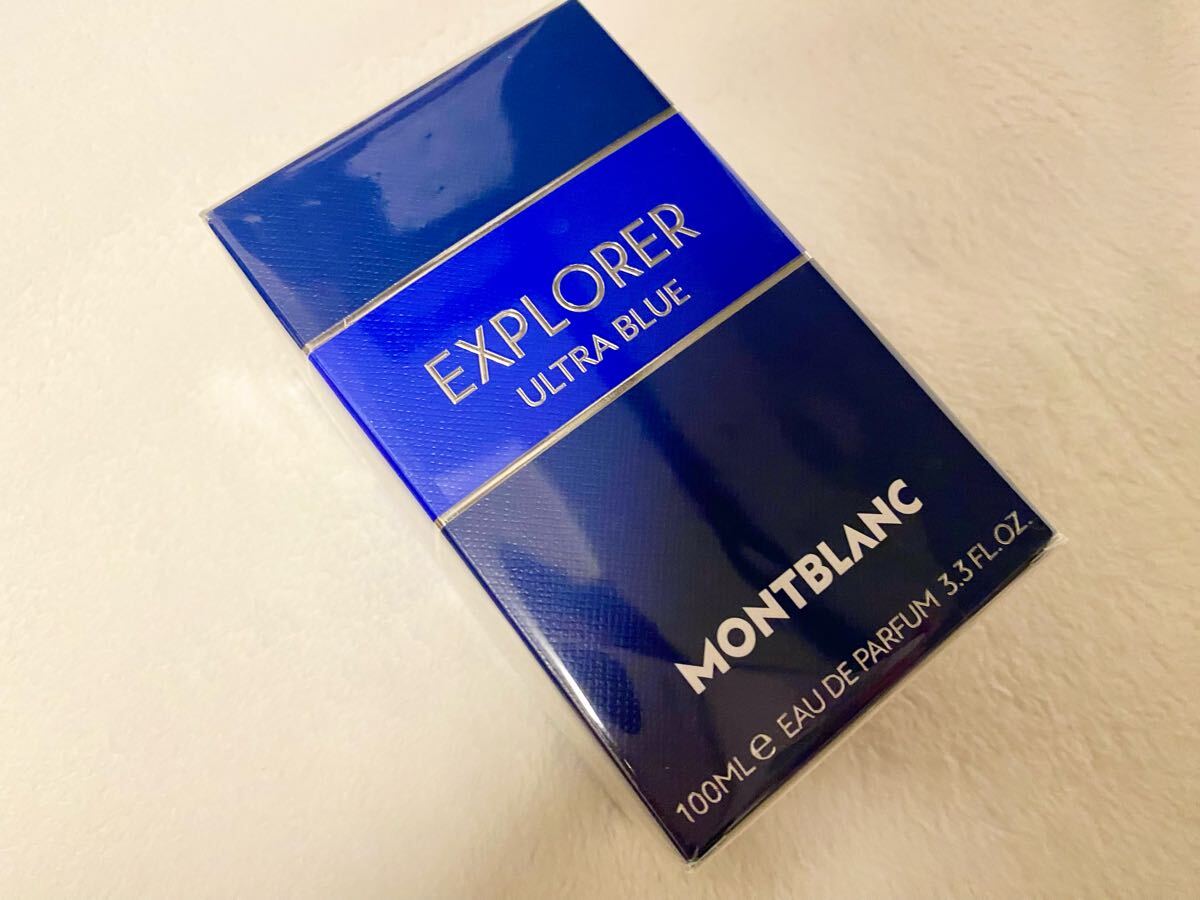 EXPLORER
ULTRA BLUE
MONTBLANC
100ML e EAU DE PARFUM 3.3 FL.OZ.